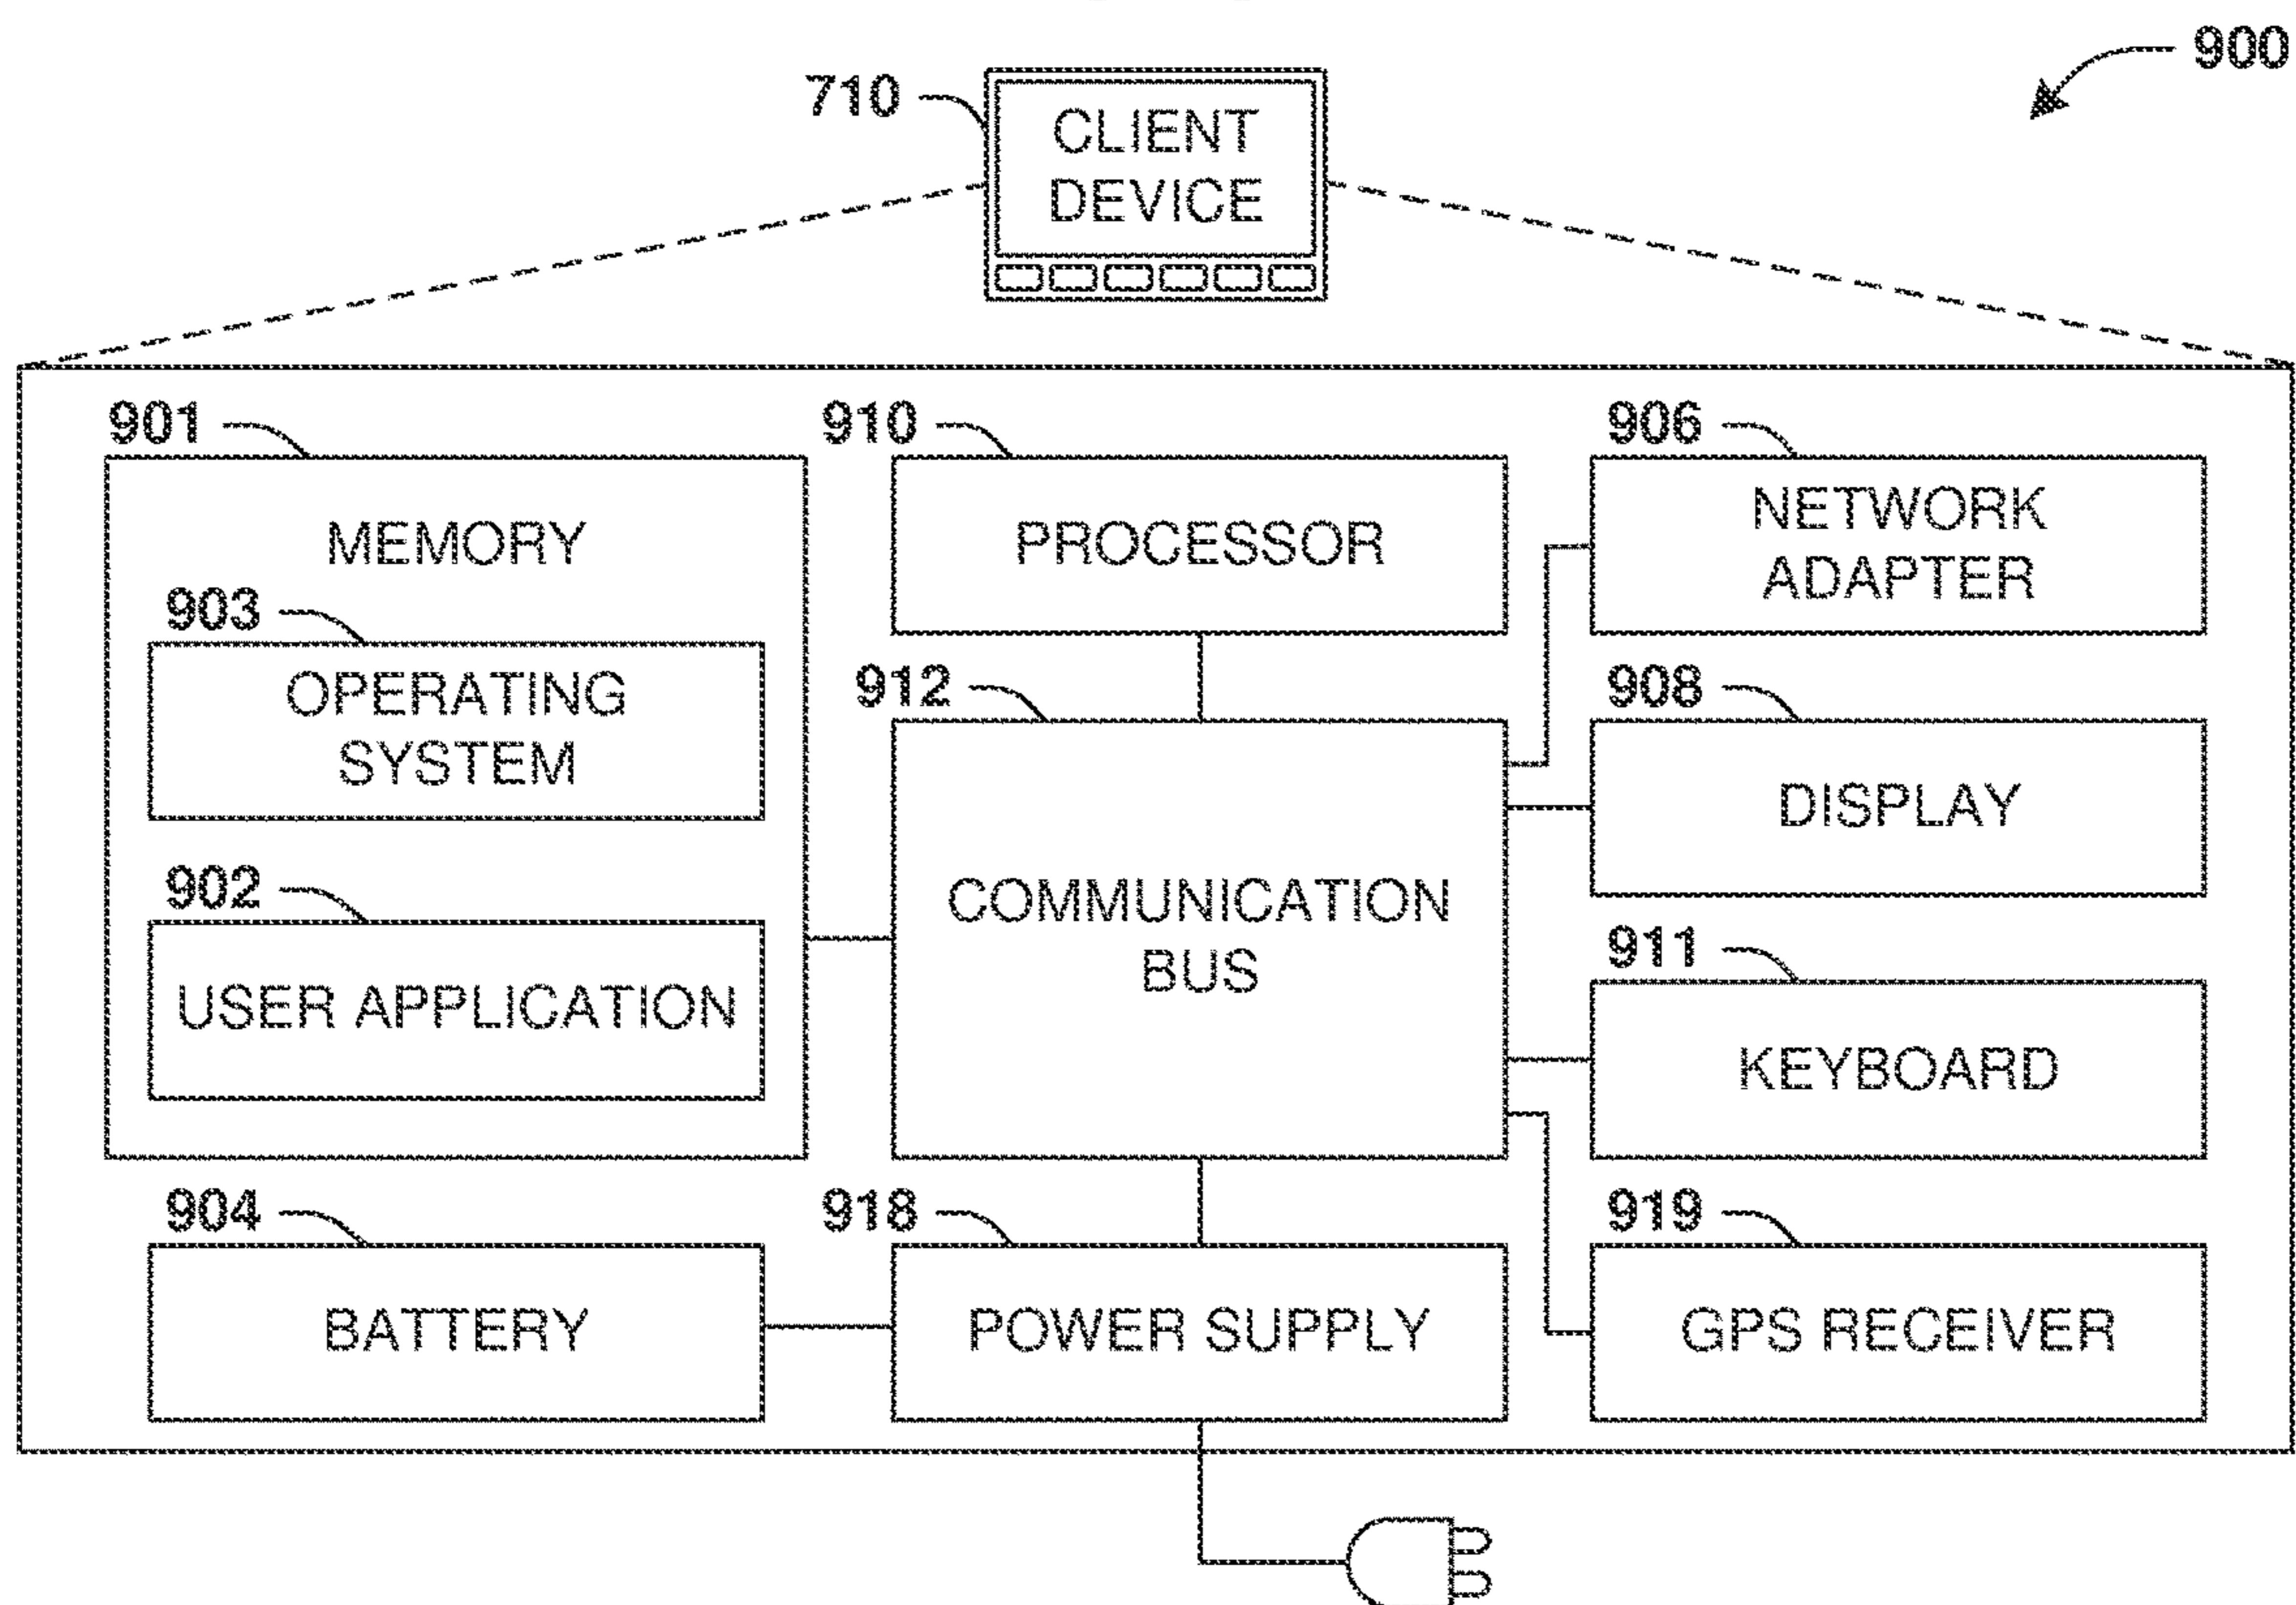 900
710
CLIENT
DEVICE
901
MEMORY
903
OPERATING
SYSTEM
902
USER APPLICATION
910
PROCESSOR
912
COMMUNICATION
BUS
906
NETWORK
ADAPTER
908
DISPLAY
911
KEYBOARD
904
BATTERY
918
POWER SUPPLY
919
GPS RECEIVER